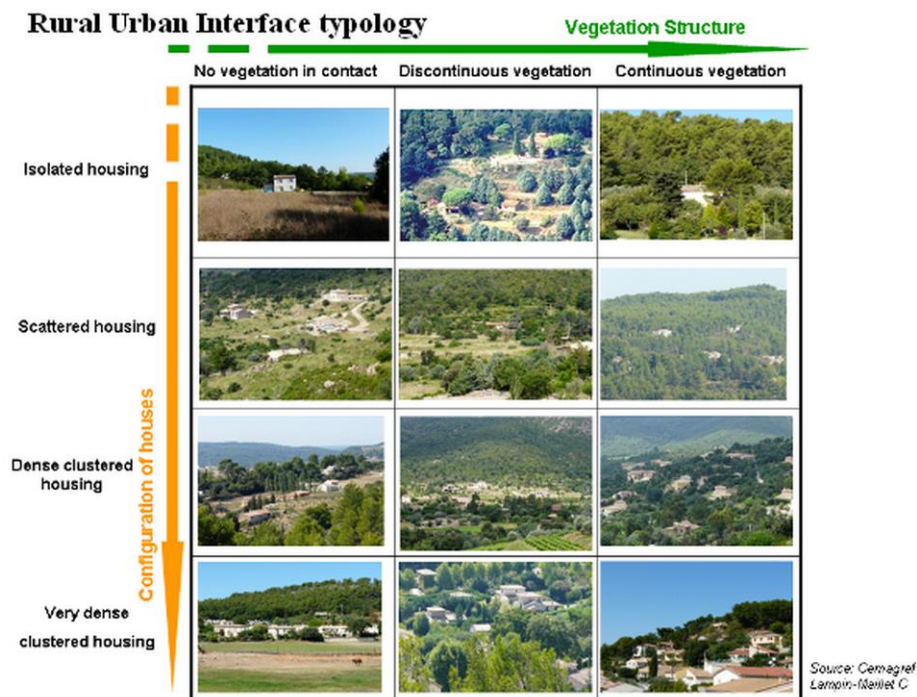 Rural Urban Interface typology
Vegetation Structure
No vegetation in contact
Discontinuous vegetation
Continuous vegetation
Isolated housing
Scattered housing
Configuration of houses
Dense clustered
housing
Very dense
clustered housing
Source: Cemagref
Lampin-Maillet C